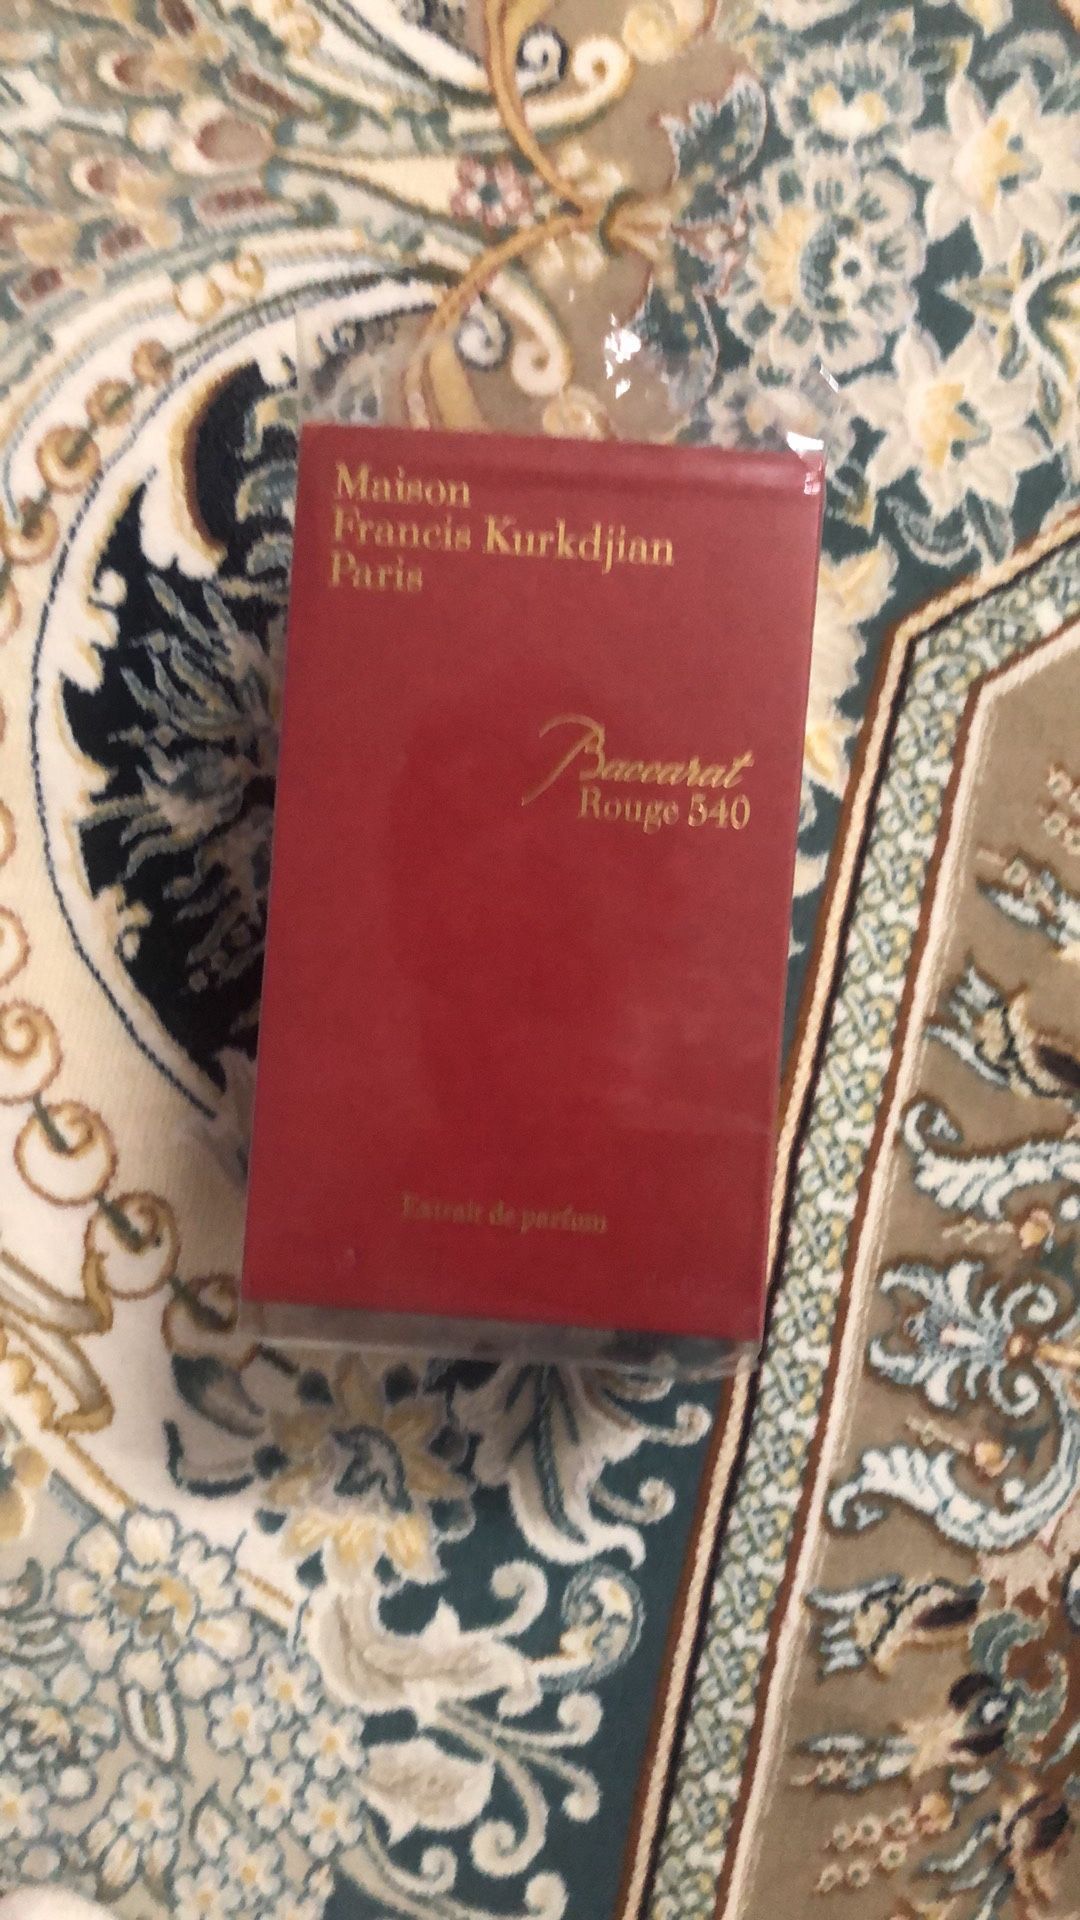 Maison
Francis Kurkdjian
Paris
Baccarat
Rouge 540
Extrait de parfum